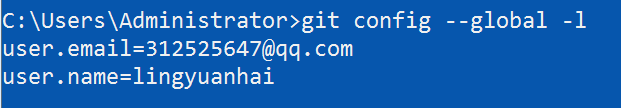 C:\Users\Administrator>git config --global -l
user.email=312525647@qq.com
user.name=lingyuanhai